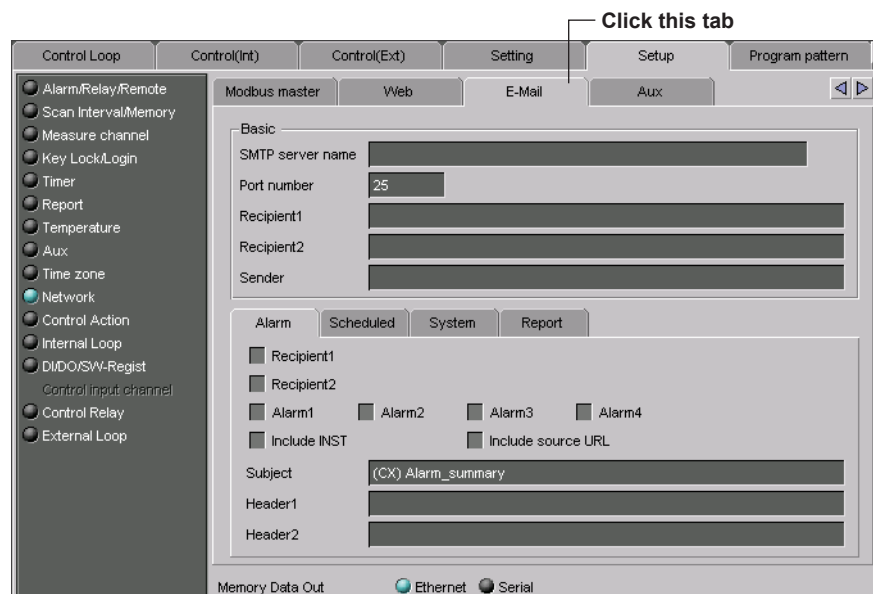 Click this tab
Control Loop
Control(Int)
Control(Ext)
Setting
Setup
Program pattern
Alarm/Relay/Remote
Scan Interval/Memory
Measure channel
Key Lock/Login
Timer
Report
Temperature
Aux
Time zone
Network
Control Action
Internal Loop
DI/DO/SW-Regist
Control input channel
Control Relay
External Loop
Modbus master
Web
E-Mail
Aux
Basic
SMTP server name
Port number 25
Recipient1
Recipient2
Sender
Alarm
Scheduled
System
Report
Recipient1
Recipient2
Alarm1 Alarm2 Alarm3 Alarm4
Include INST Include source URL
Subject (CX) Alarm_summary
Header1
Header2
Memory Data Out Ethernet Serial